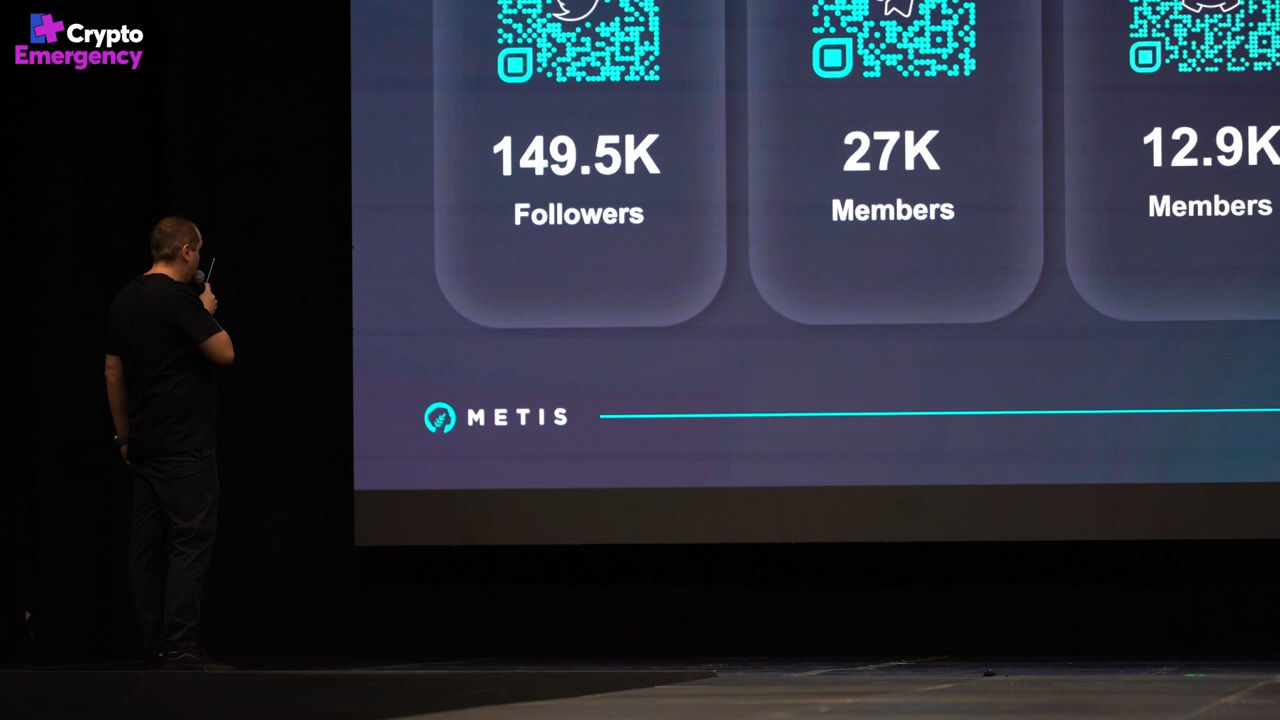 Crypto
Emergency
149.5K
Followers
27K
Members
12.9K
Members
METIS